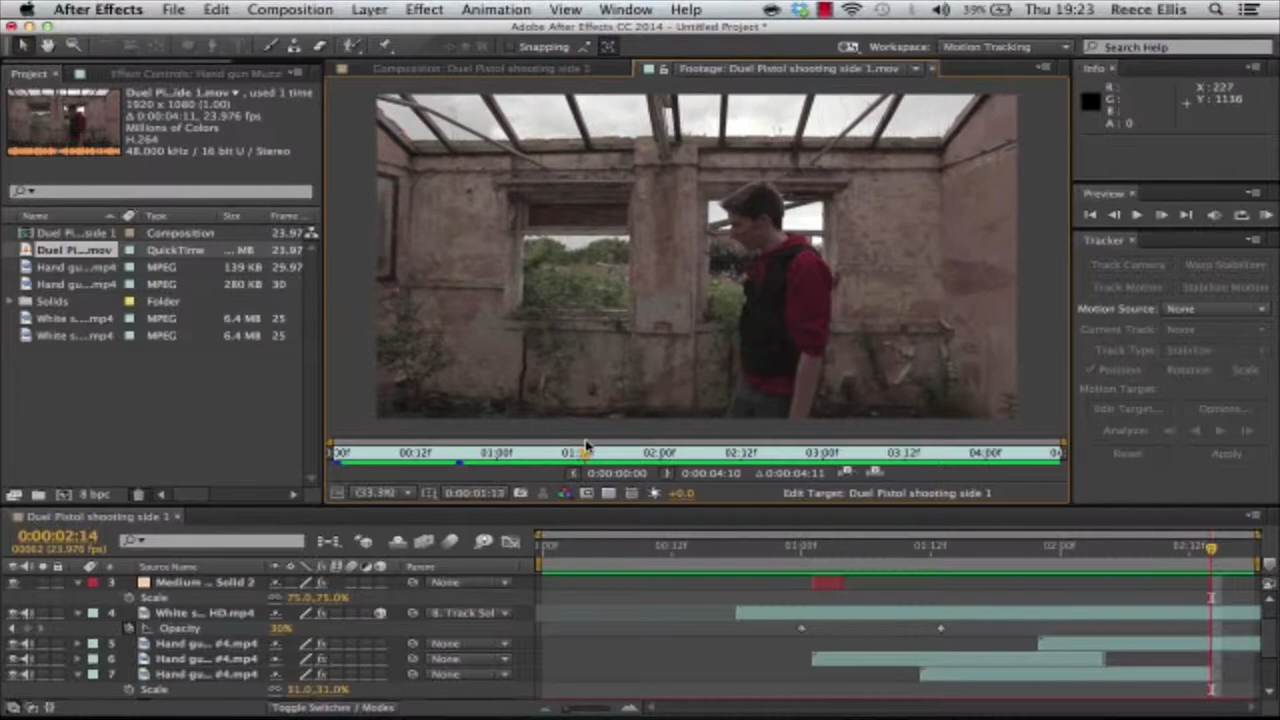 After Effects File Edit Composition Layer Effect Animation View Window Help 39% Thu 19:23 Reece Ellis
Adobe After Effects CC 2014 - Untitled Project *
Snapping Workspace: Motion Tracking Search Help
Project Effect Controls: Hand gun Muzz
Composition: Duel Pistol shooting side 1 Footage: Duel Pistol shooting side 1.mov
Info
Duel Pi...ide 1.mov ▾ , used 1 time
1920 x 1080 (1.00)
Δ 0:00:04:11, 23.976 fps
Millions of Colors
H.264
48.000 kHz / 16 bit U / Stereo
R: G: B: A: 0
X: 227
Y: 1136
Preview
Tracker
Track Camera Warp Stabilizer
Track Motion Stabilize Motion
Motion Source: None
Current Track: None
Track Type: Stabilize
Position Rotation Scale
Motion Target:
Edit Target... Options...
Analyze:
Reset Apply
Name Type Size Frame...
Duel Pi...side 1 Composition 23.97
Duel Pi....mov QuickTime ... MB 23.97
Hand gu....mp4 MPEG 139 KB 29.97
Hand gu....mp4 MPEG 280 KB 30
Solids Folder
White s....mp4 MPEG 6.4 MB 25
White s....mp4 MPEG 6.4 MB 25
00f 00:12f 01:00f 02:00f 02:12f 03:00f 03:12f 04:00f
0:00:00:00 0:00:04:10 Δ0:00:04:11
8 bpc
(33.3%) 0:00:01:13 +0.0 Edit Target: Duel Pistol shooting side 1
Duel Pistol shooting side 1
0:00:02:14
00062 (23.976 fps)
:00f 00:12f 01:00f 01:12f 02:00f 02:12f
Source Name Parent
3 Medium ... Solid 2 None
Scale 75.0,75.0%
4 White s... HD.mp4 8. Track Sol
Opacity 30%
5 Hand gu... #4.mp4 None
6 Hand gu... #4.mp4 None
7 Hand gu... #4.mp4 None
Scale 31.0,31.0%
Toggle Switches / Modes